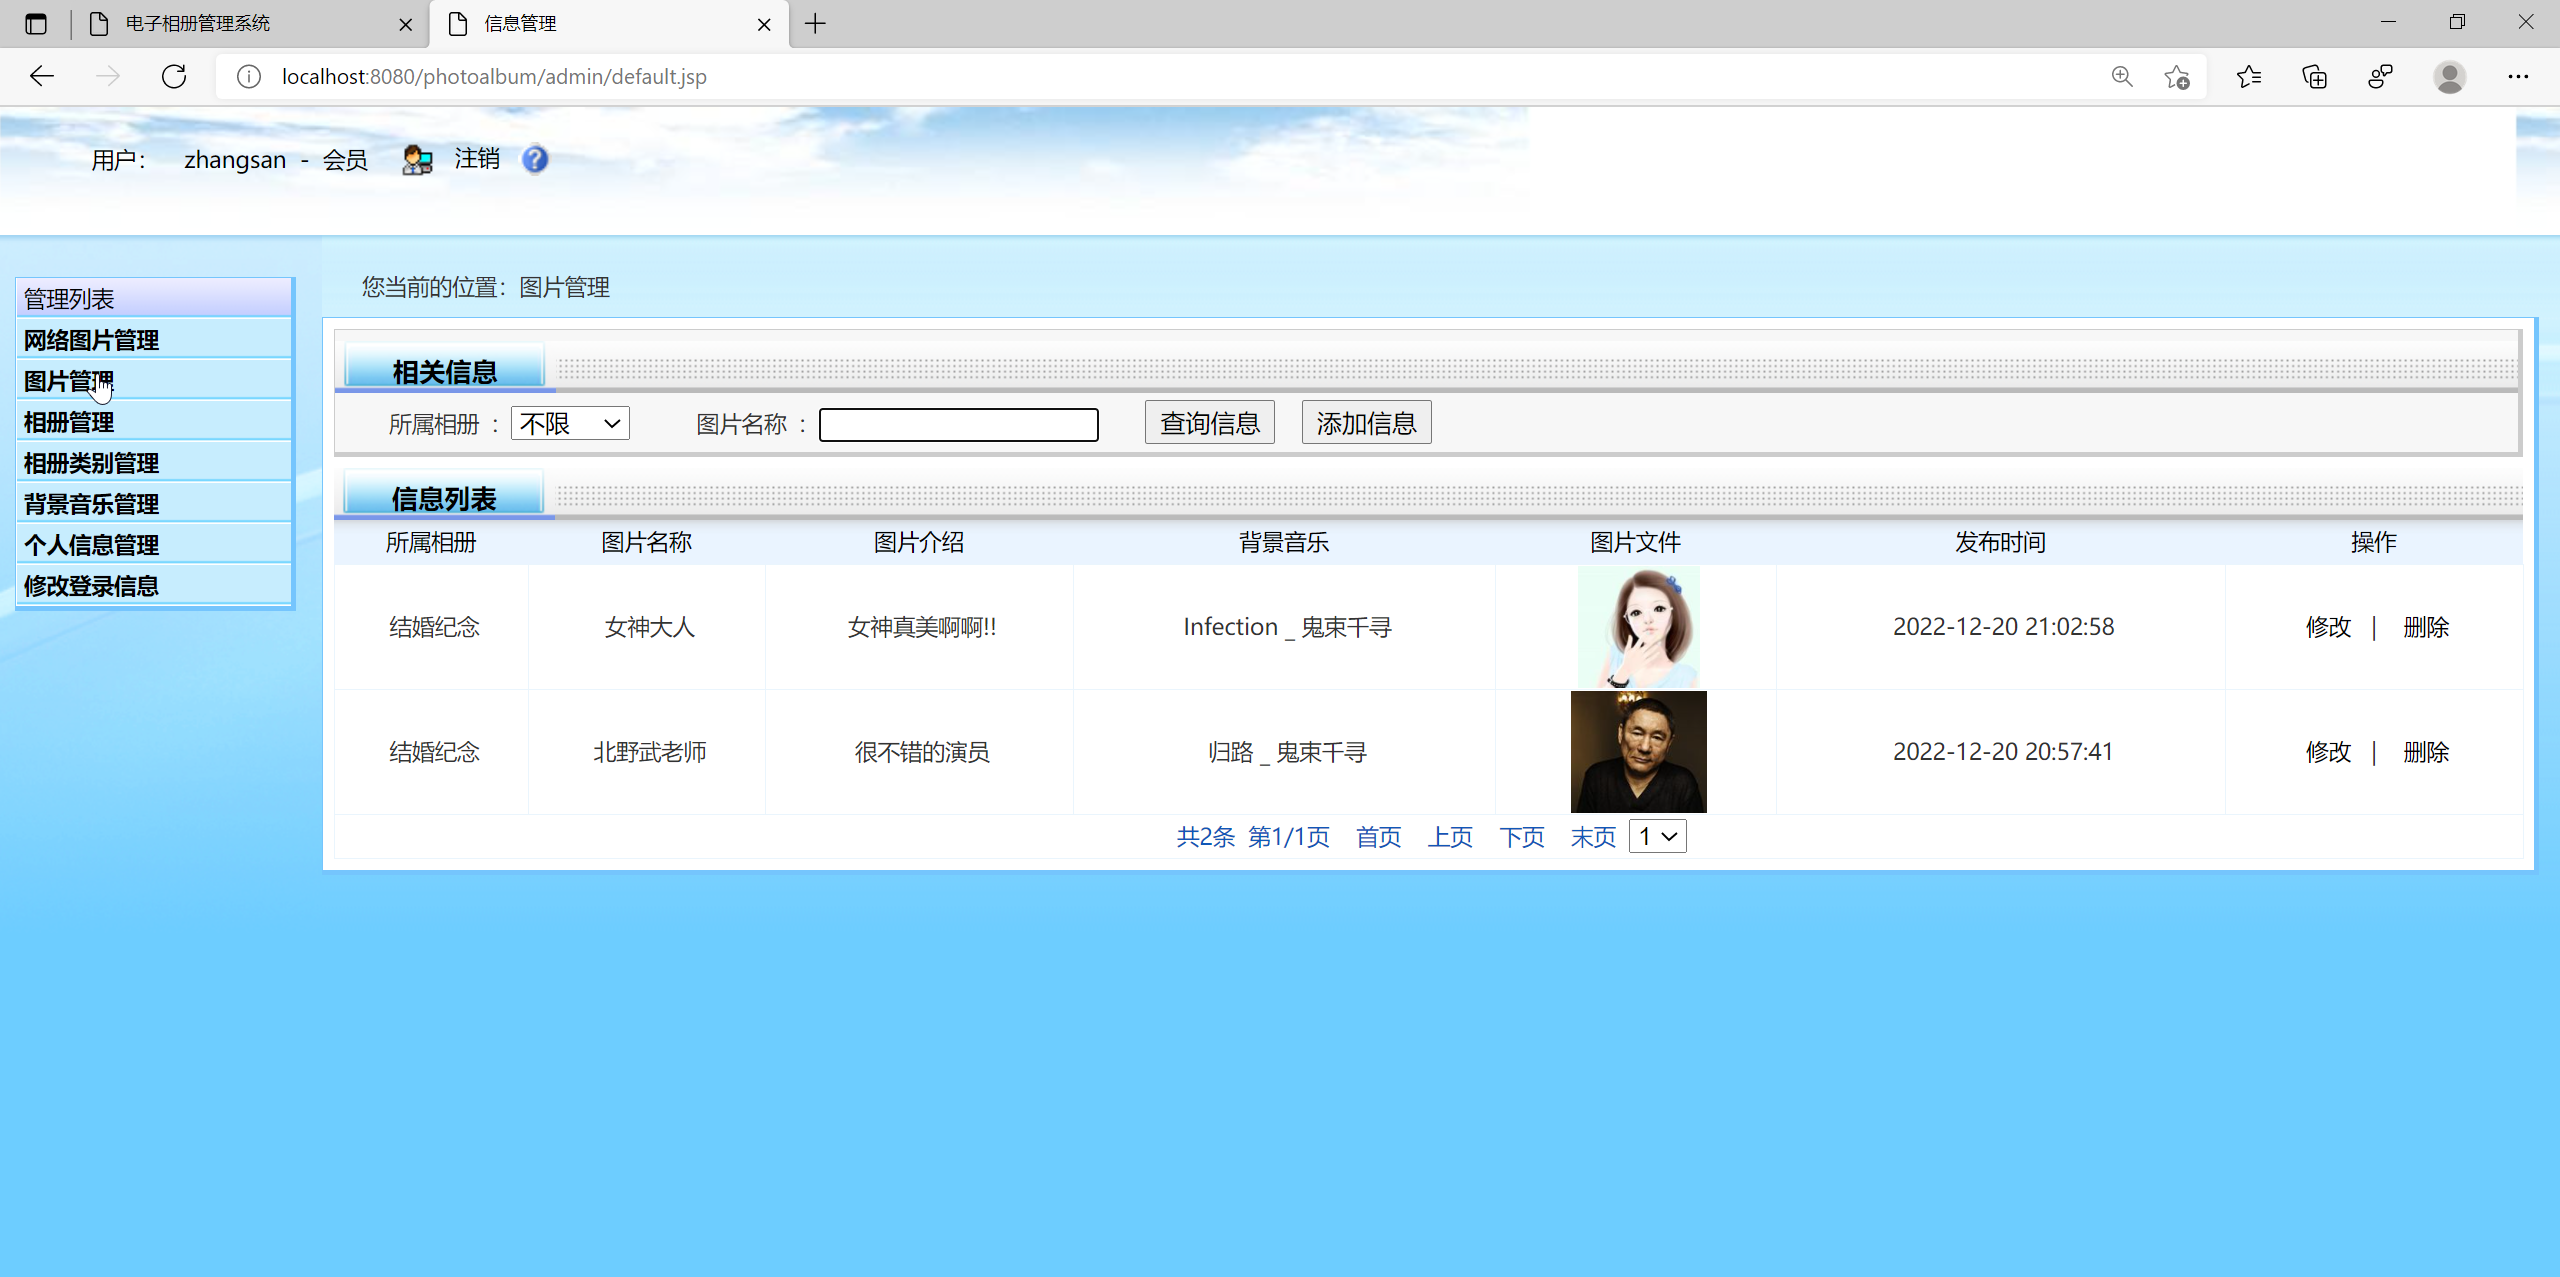 电子相册管理系统
信息管理
localhost:8080/photoalbum/admin/default.jsp
用户： zhangsan - 会员 注销
您当前的位置：图片管理
管理列表
网络图片管理
图片管理
相册管理
相册类别管理
背景音乐管理
个人信息管理
修改登录信息
相关信息
所属相册 : 不限 图片名称 : 查询信息 添加信息
信息列表
所属相册 图片名称 图片介绍 背景音乐 图片文件 发布时间 操作
结婚纪念 女神大人 女神真美啊啊!! Infection _ 鬼束千寻 2022-12-20 21:02:58 修改 | 删除
结婚纪念 北野武老师 很不错的演员 归路 _ 鬼束千寻 2022-12-20 20:57:41 修改 | 删除
共2条 第1/1页 首页 上页 下页 末页 1